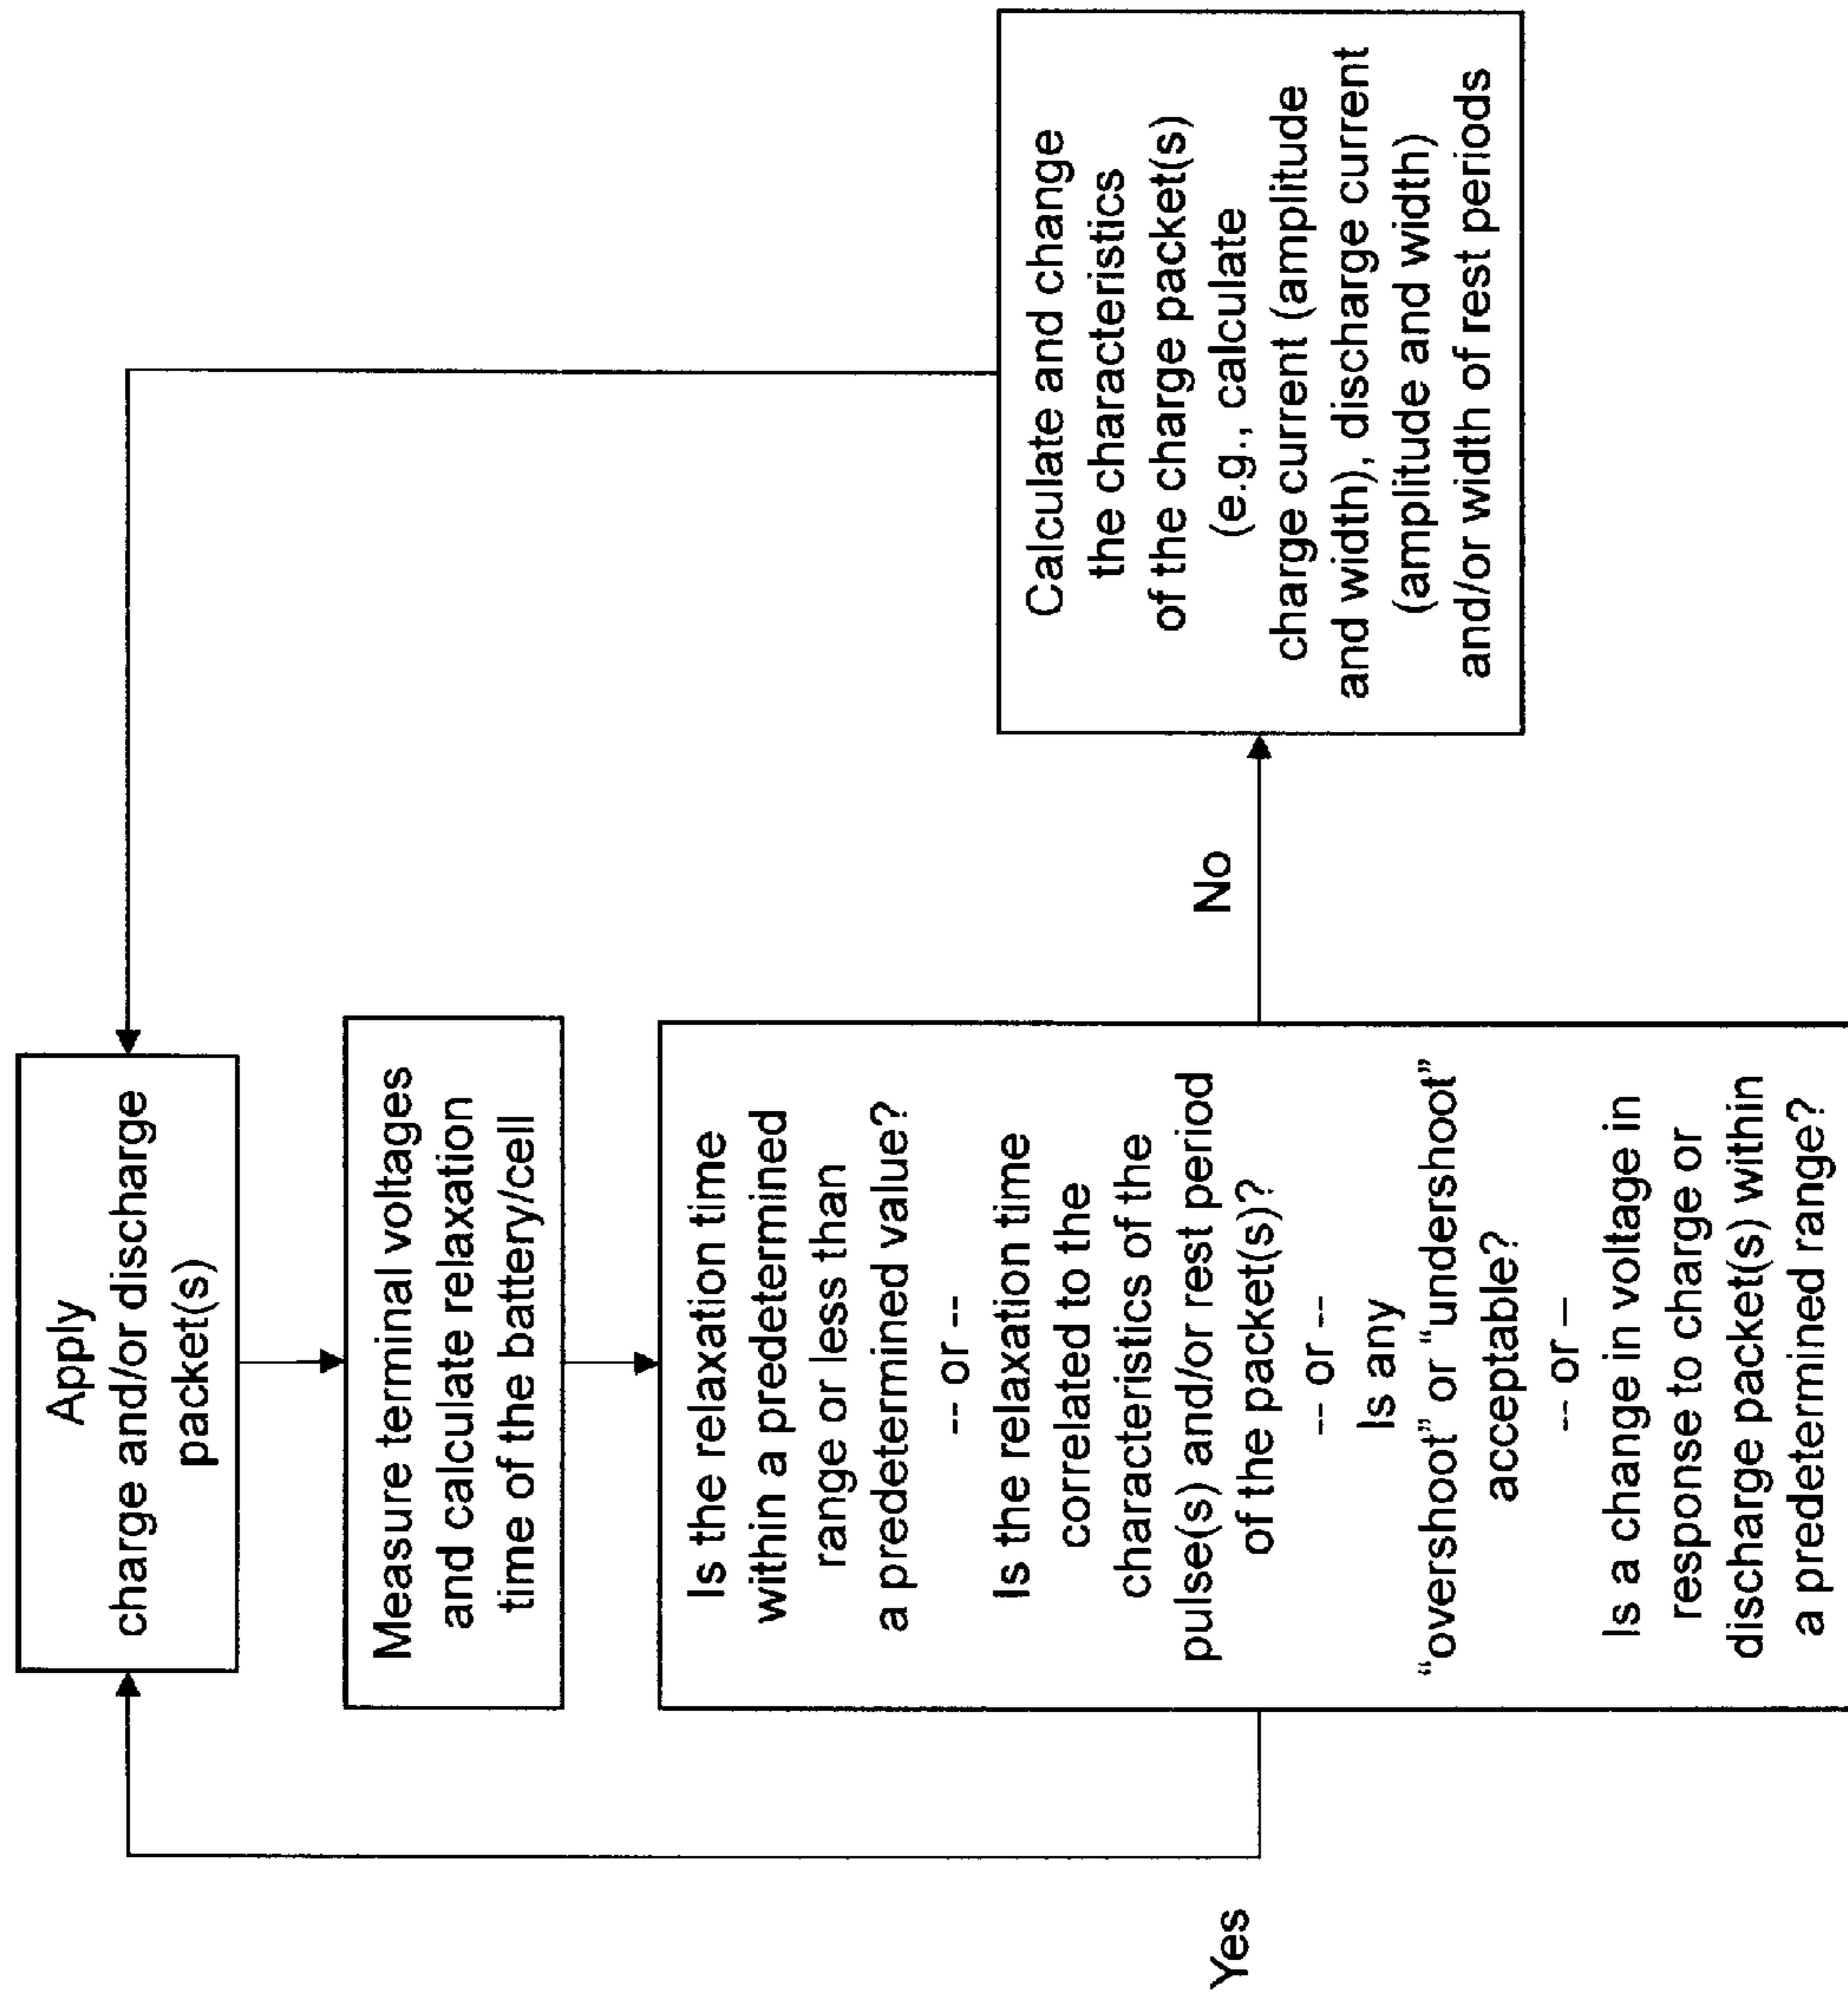 Apply
charge and/or discharge
packet(s)
Measure terminal voltages
and calculate relaxation
time of the battery/cell
Is the relaxation time
within a predetermined
range or less than
a predetermined value?
-- or --
Is the relaxation time
correlated to the
characteristics of the
pulse(s) and/or rest period
of the packet(s)?
-- or --
Is any
“overshoot” or “undershoot”
acceptable?
-- or --
Is a change in voltage in
response to charge or
discharge packet(s) within
a predetermined range?
Yes
No
Calculate and change
the characteristics
of the charge packet(s)
(e.g., calculate
charge current (amplitude
and width), discharge current
(amplitude and width)
and/or width of rest periods